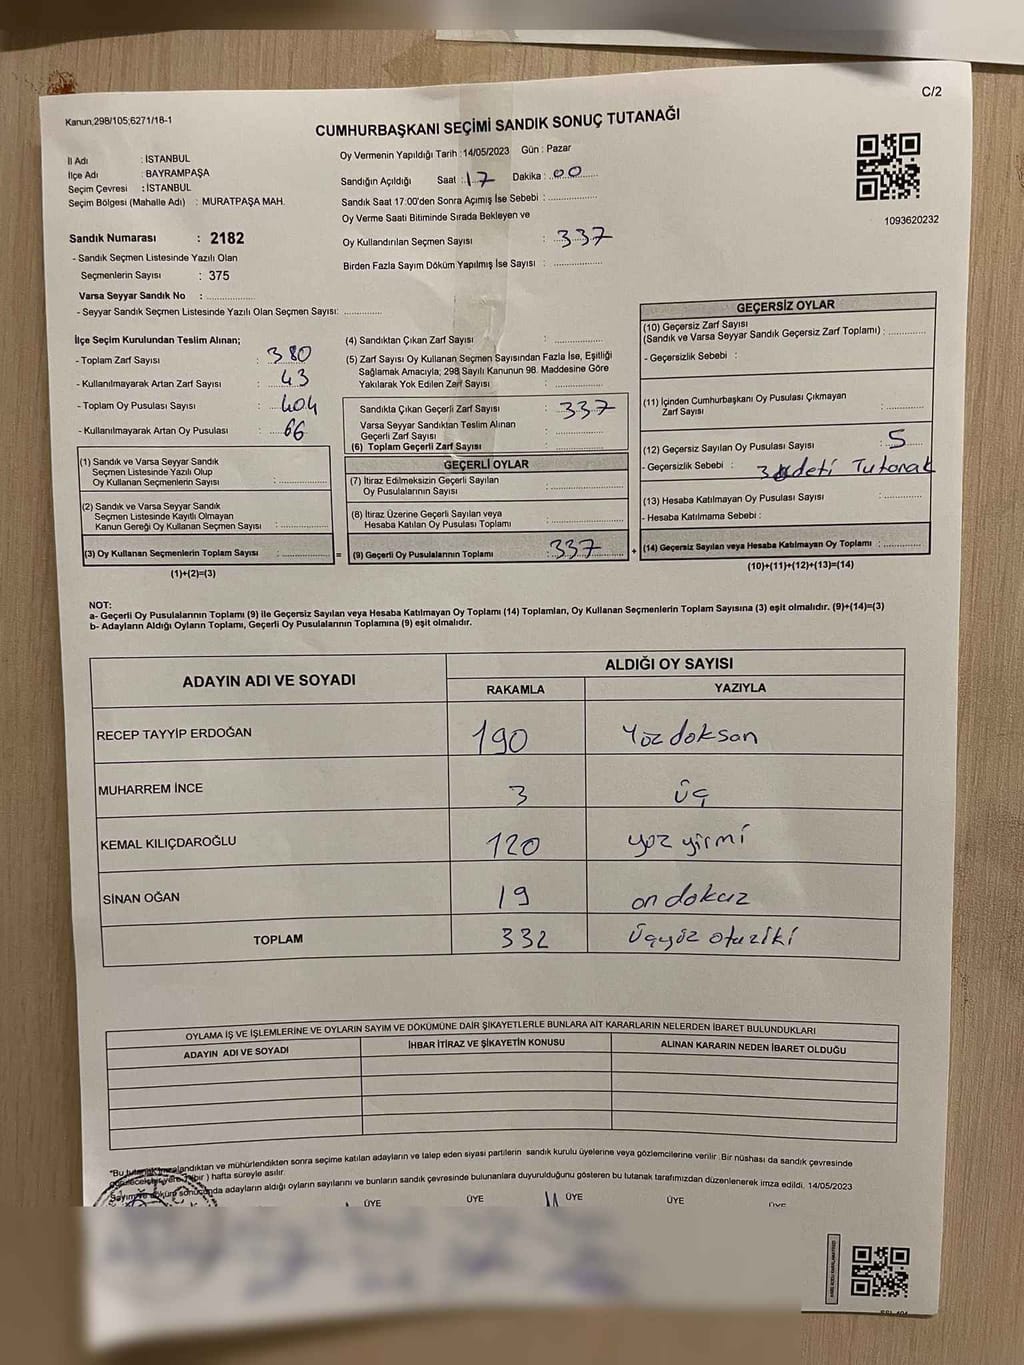 C/2
Kanun,298/105;6271/18-1
CUMHURBAŞKANI SEÇİMİ SANDIK SONUÇ TUTANAĞI
İl Adı : İSTANBUL
İlçe Adı : BAYRAMPAŞA
Seçim Çevresi : İSTANBUL
Seçim Bölgesi (Mahalle Adı) : MURATPAŞA MAH.
Oy Vermenin Yapıldığı Tarih :14/05/2023 Gün : Pazar
Sandığın Açıldığı Saat : 17 Dakika : 00
Sandık Saat 17:00'den Sonra Açımış İse Sebebi :
Oy Verme Saati Bitiminde Sırada Bekleyen ve
Oy Kullandırılan Seçmen Sayısı : 337
Birden Fazla Sayım Döküm Yapılmış İse Sayısı :
1093620232
Sandık Numarası : 2182
- Sandık Seçmen Listesinde Yazılı Olan
Seçmenlerin Sayısı : 375
Varsa Seyyar Sandık No :
- Seyyar Sandık Seçmen Listesinde Yazılı Olan Seçmen Sayısı:
İlçe Seçim Kurulundan Teslim Alınan;
- Toplam Zarf Sayısı : 380
- Kullanılmayarak Artan Zarf Sayısı : 43
- Toplam Oy Pusulası Sayısı : 404
- Kullanılmayarak Artan Oy Pusulası : 66
(1) Sandık ve Varsa Seyyar Sandık
Seçmen Listesinde Yazılı Olup
Oy Kullanan Seçmenlerin Sayısı :
(2) Sandık ve Varsa Seyyar Sandık
Seçmen Listesinde Kayıtlı Olmayan
Kanun Gereği Oy Kullanan Seçmen Sayısı :
(3) Oy Kullanan Seçmenlerin Toplam Sayısı : =
(1)+(2)=(3)
(4) Sandıktan Çıkan Zarf Sayısı :
(5) Zarf Sayısı Oy Kullanan Seçmen Sayısından Fazla İse, Eşitliği
Sağlamak Amacıyla; 298 Sayılı Kanunun 98. Maddesine Göre
Yakılarak Yok Edilen Zarf Sayısı :
Sandıkta Çıkan Geçerli Zarf Sayısı : 337
Varsa Seyyar Sandıktan Teslim Alınan
Geçerli Zarf Sayısı :
(6) Toplam Geçerli Zarf Sayısı :
GEÇERLİ OYLAR
(7) İtiraz Edilmeksizin Geçerli Sayılan
Oy Pusulalarının Sayısı :
(8) İtiraz Üzerine Geçerli Sayılan veya
Hesaba Katılan Oy Pusulası Toplamı :
(9) Geçerli Oy Pusulalarının Toplamı : 337 +
GEÇERSİZ OYLAR
(10) Geçersiz Zarf Sayısı
(Sandık ve Varsa Seyyar Sandık Geçersiz Zarf Toplamı) :
- Geçersizlik Sebebi :
(11) İçinden Cumhurbaşkanı Oy Pusulası Çıkmayan
Zarf Sayısı :
(12) Geçersiz Sayılan Oy Pusulası Sayısı : 5
- Geçersizlik Sebebi : 3 adeti Tutanak
(13) Hesaba Katılmayan Oy Pusulası Sayısı :
- Hesaba Katılmama Sebebi :
(14) Geçersiz Sayılan veya Hesaba Katılmayan Oy Toplamı :
(10)+(11)+(12)+(13)=(14)
NOT:
a- Geçerli Oy Pusulalarının Toplamı (9) ile Geçersiz Sayılan veya Hesaba Katılmayan Oy Toplamı (14) Toplamları, Oy Kullanan Seçmenlerin Toplam Sayısına (3) eşit olmalıdır. (9)+(14)=(3)
b- Adayların Aldığı Oyların Toplamı, Geçerli Oy Pusulalarının Toplamına (9) eşit olmalıdır.
ADAYIN ADI VE SOYADI
ALDIĞI OY SAYISI
RAKAMLA YAZIYLA
RECEP TAYYİP ERDOĞAN 190 Yüz doksan
MUHARREM İNCE 3 üç
KEMAL KILIÇDAROĞLU 120 yüz yirmi
SİNAN OĞAN 19 on dokuz
TOPLAM 332 Üçyüz otuziki
OYLAMA İŞ VE İŞLEMLERİNE VE OYLARIN SAYIM VE DÖKÜMÜNE DAİR ŞİKAYETLERLE BUNLARA AİT KARARLARIN NELERDEN İBARET BULUNDUKLARI
ADAYIN ADI VE SOYADI İHBAR İTİRAZ VE ŞİKAYETİN KONUSU ALINAN KARARIN NEDEN İBARET OLDUĞU
"Bu tutanak imzalandıktan ve mühürlendikten sonra seçime katılan adayların ve talep eden siyasi partilerin sandık kurulu üyelerine veya gözlemcilerine verilir .Bir nüshası da sandık çevresinde
görülecek bir yere (bir) hafta süreyle asılır.
Sayım ve döküm sonucunda adayların aldığı oyların sayılarını ve bunların sandık çevresinde bulunanlara duyurulduğunu gösteren bu tutanak tarafımızdan düzenlenerek imza edildi. 14/05/2023
ÜYE ÜYE ÜYE ÜYE ÜYE